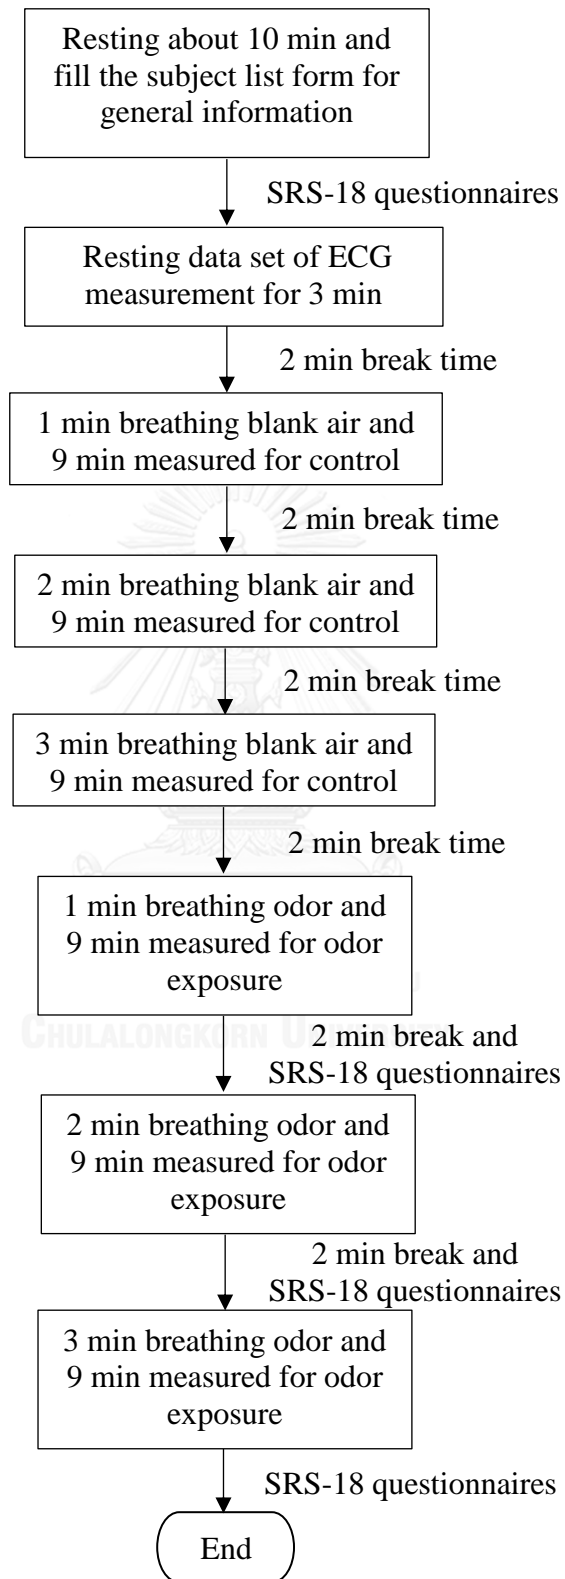 Resting about 10 min and
fill the subject list form for
general information
SRS-18 questionnaires
Resting data set of ECG
measurement for 3 min
2 min break time
1 min breathing blank air and
9 min measured for control
2 min break time
2 min breathing blank air and
9 min measured for control
2 min break time
3 min breathing blank air and
9 min measured for control
2 min break time
1 min breathing odor and
9 min measured for odor
exposure
CHULALONGKORN UNIVERSITY
2 min break and
SRS-18 questionnaires
2 min breathing odor and
9 min measured for odor
exposure
2 min break and
SRS-18 questionnaires
3 min breathing odor and
9 min measured for odor
exposure
SRS-18 questionnaires
End